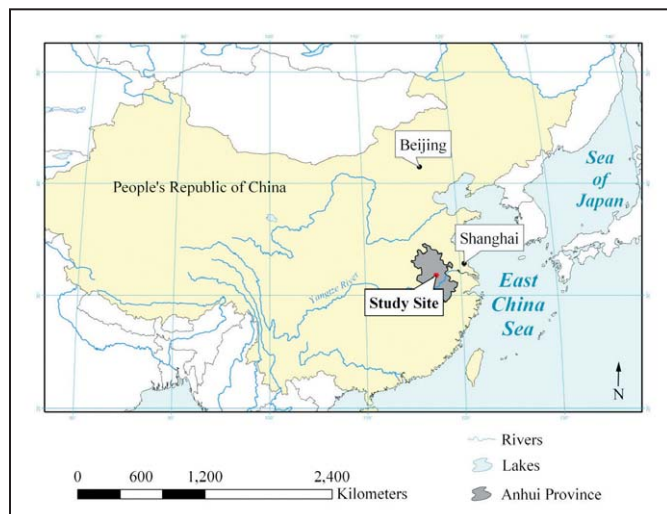 Beijing
People's Republic of China
Sea
of
Japan
Shanghai
Yangze River
Study Site
East
China
Sea
N
Rivers
Lakes
Anhui Province
0 600 1,200 2,400
Kilometers